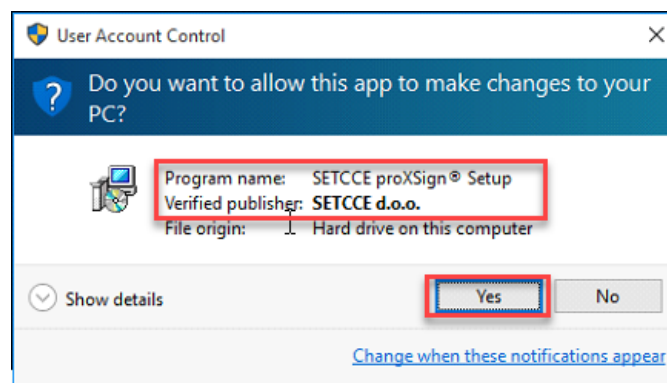 User Account Control
Do you want to allow this app to make changes to your
PC?
Program name: SETCCE proXSign® Setup
Verified publisher: SETCCE d.o.o.
File origin: Hard drive on this computer
Show details
Yes No
Change when these notifications appear